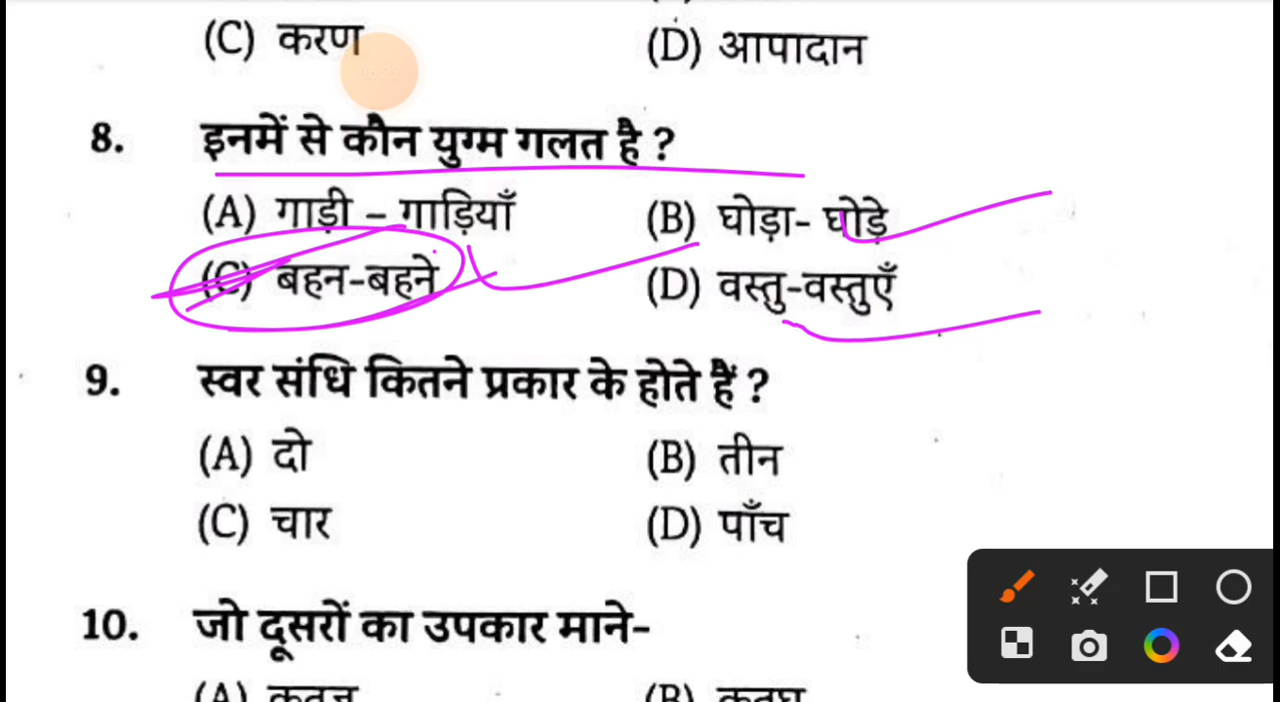 (C) करण (D) आपादान
8. इनमें से कौन युग्म गलत है ?
(A) गाड़ी – गाड़ियाँ (B) घोड़ा- घोड़े
(C) बहन-बहने (D) वस्तु-वस्तुएँ
9. स्वर संधि कितने प्रकार के होते हैं ?
(A) दो (B) तीन
(C) चार (D) पाँच
10. जो दूसरों का उपकार माने-
(A) (B)